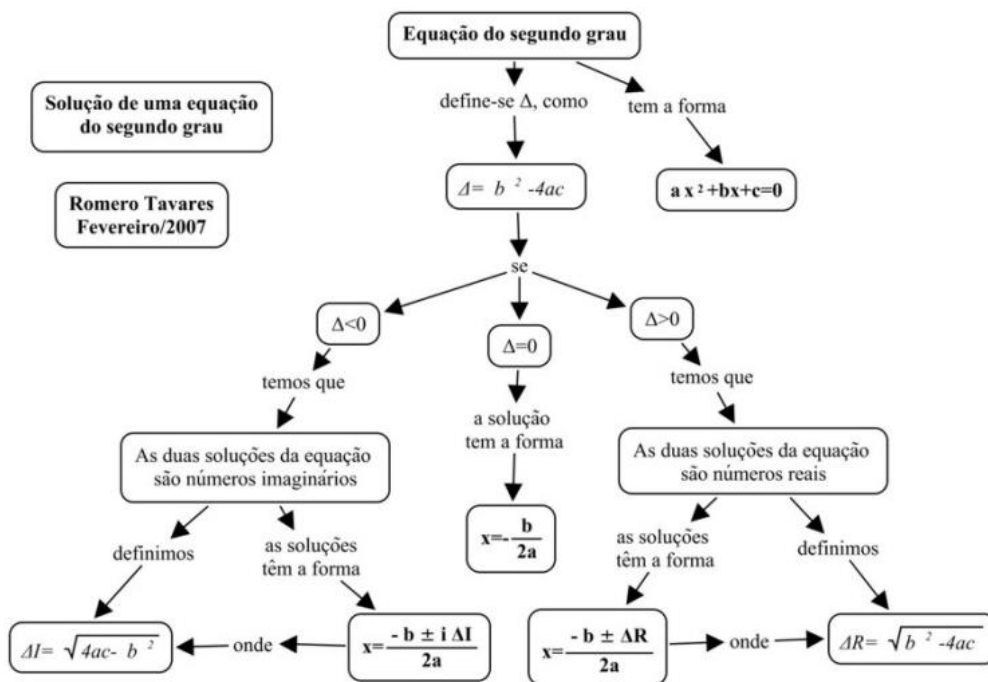 Equação do segundo grau
Solução de uma equação
do segundo grau
define-se Δ, como
tem a forma
Romero Tavares
Fevereiro/2007
Δ= b ² -4ac
a x ² +bx+c=0
se
Δ<0
Δ=0
Δ>0
temos que
a solução
tem a forma
temos que
As duas soluções da equação
são números imaginários
As duas soluções da equação
são números reais
x=-b/2a
definimos
as soluções
têm a forma
as soluções
têm a forma
definimos
ΔI= √4ac- b ²
onde
x=- b ± i ΔI/2a
x=- b ± ΔR/2a
onde
ΔR= √b ² -4ac